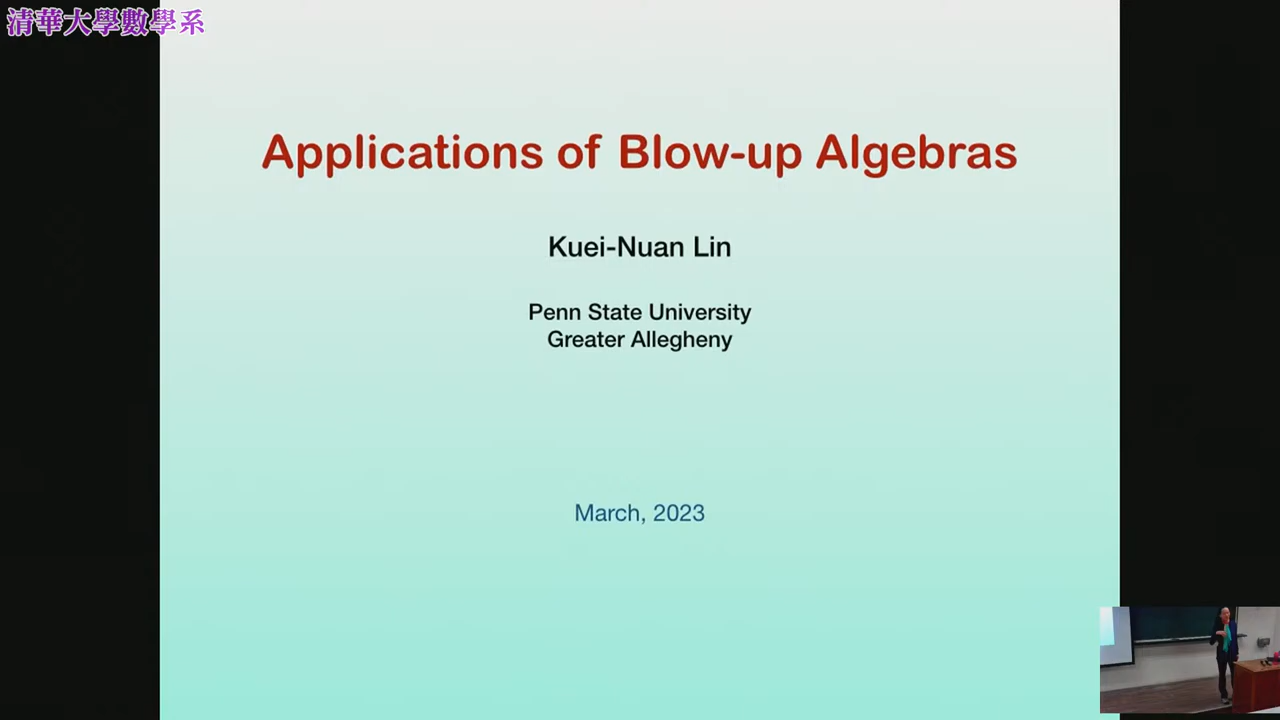 清華大學數學系
Applications of Blow-up Algebras
Kuei-Nuan Lin
Penn State University
Greater Allegheny
March, 2023